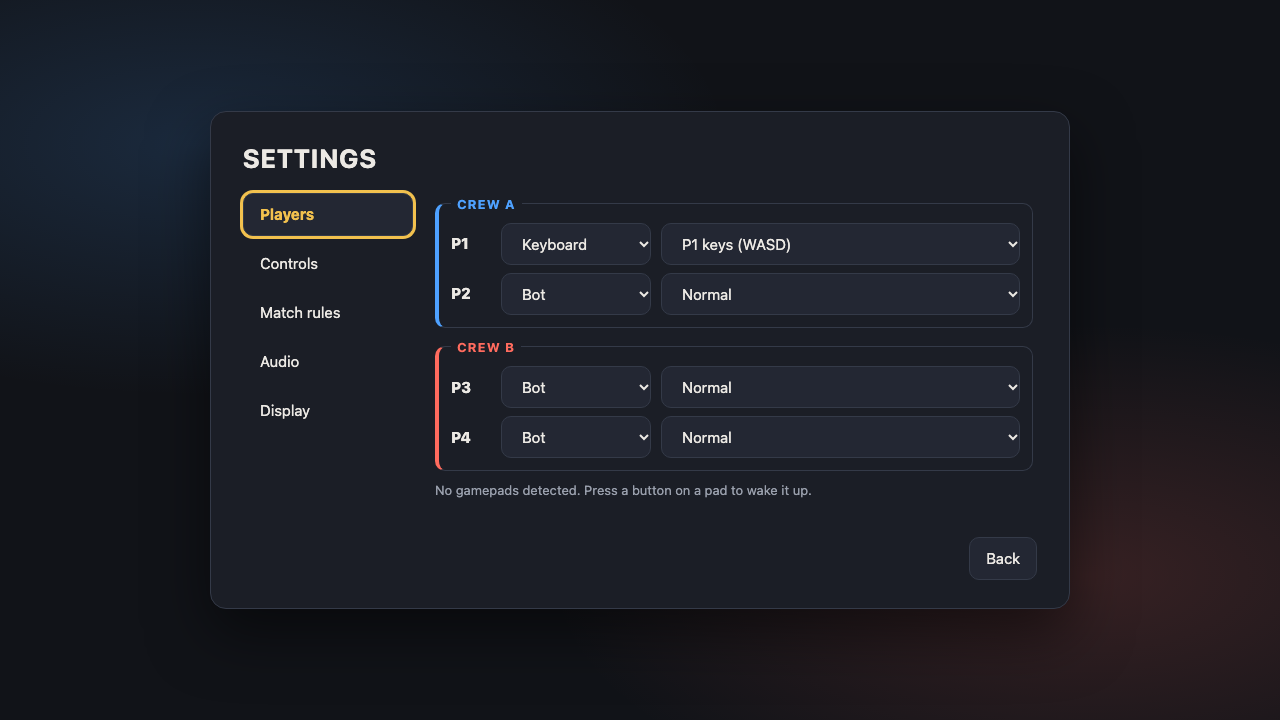 SETTINGS
Players
Controls
Match rules
Audio
Display
CREW A
P1 Keyboard P1 keys (WASD)
P2 Bot Normal
CREW B
P3 Bot Normal
P4 Bot Normal
No gamepads detected. Press a button on a pad to wake it up.
Back